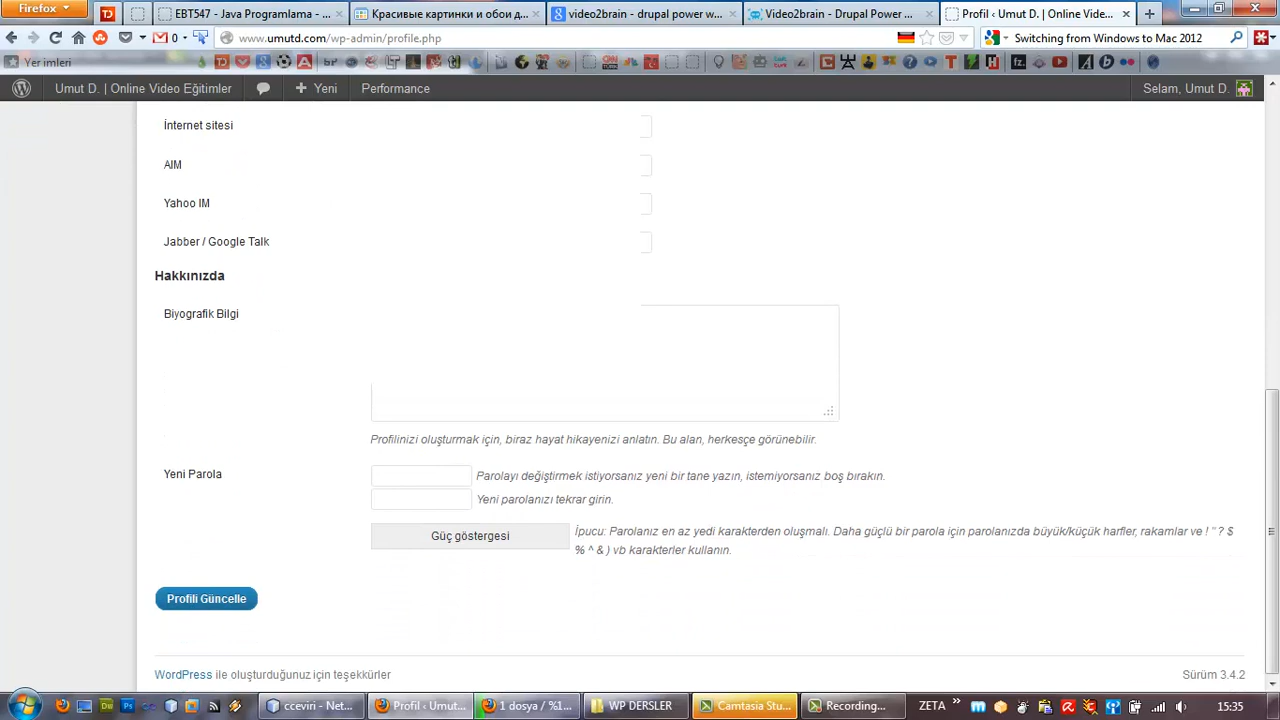 Firefox
EBT547 - Java Programlama - ...
Красивые картинки и обои д...
video2brain - drupal power w...
Video2brain - Drupal Power ...
Profil ‹ Umut D. | Online Video...
0
www.umutd.com/wp-admin/profile.php
Switching from Windows to Mac 2012
Yer imleri
Umut D. | Online Video Eğitimler
Yeni
Performance
Selam, Umut D.
İnternet sitesi
AIM
Yahoo IM
Jabber / Google Talk
Hakkınızda
Biyografik Bilgi
Profilinizi oluşturmak için, biraz hayat hikayenizi anlatın. Bu alan, herkesçe görünebilir.
Yeni Parola
Parolayı değiştirmek istiyorsanız yeni bir tane yazın, istemiyorsanız boş bırakın.
Yeni parolanızı tekrar girin.
Güç göstergesi
İpucu: Parolanız en az yedi karakterden oluşmalı. Daha güçlü bir parola için parolanızda büyük/küçük harfler, rakamlar ve ! " ? $
% ^ & ) vb karakterler kullanın.
Profili Güncelle
WordPress ile oluşturduğunuz için teşekkürler
Sürüm 3.4.2
cceviri - Net...
Profil ‹ Umut...
1 dosya / %1...
WP DERSLER
Camtasia Stu...
Recording...
ZETA
15:35